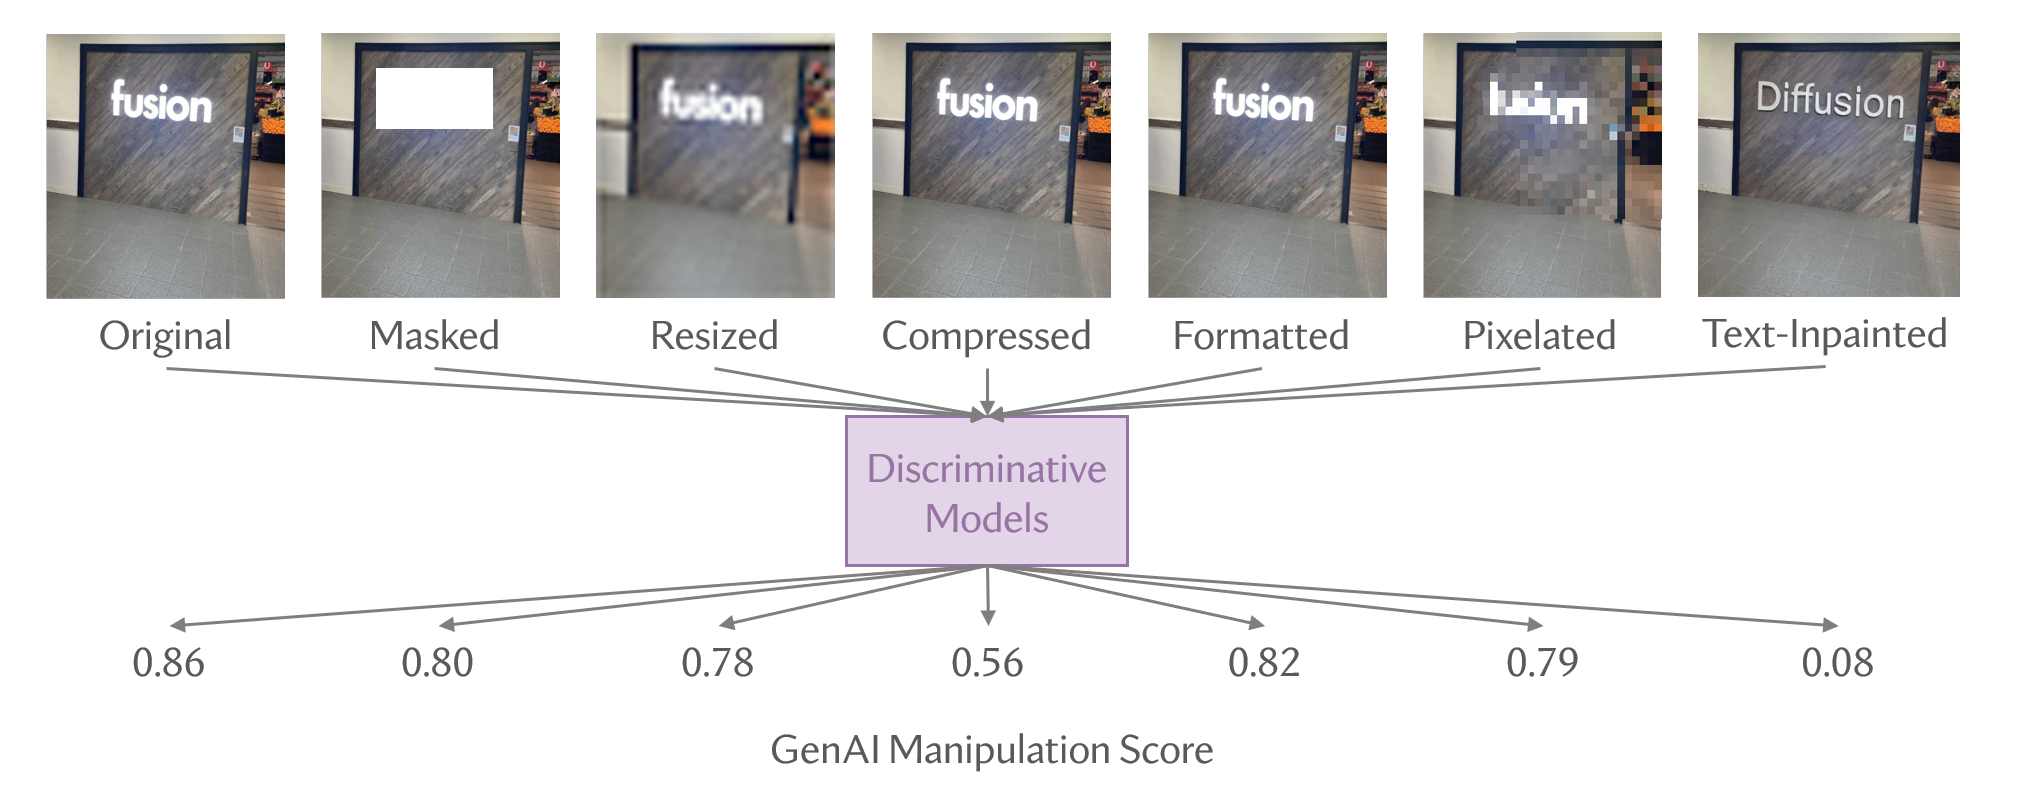 fusion
fusion
fusion
fusion
fusion
Diffusion
Original
Masked
Resized
Compressed
Formatted
Pixelated
Text-Inpainted
Discriminative
Models
0.86
0.80
0.78
0.56
0.82
0.79
0.08
GenAI Manipulation Score